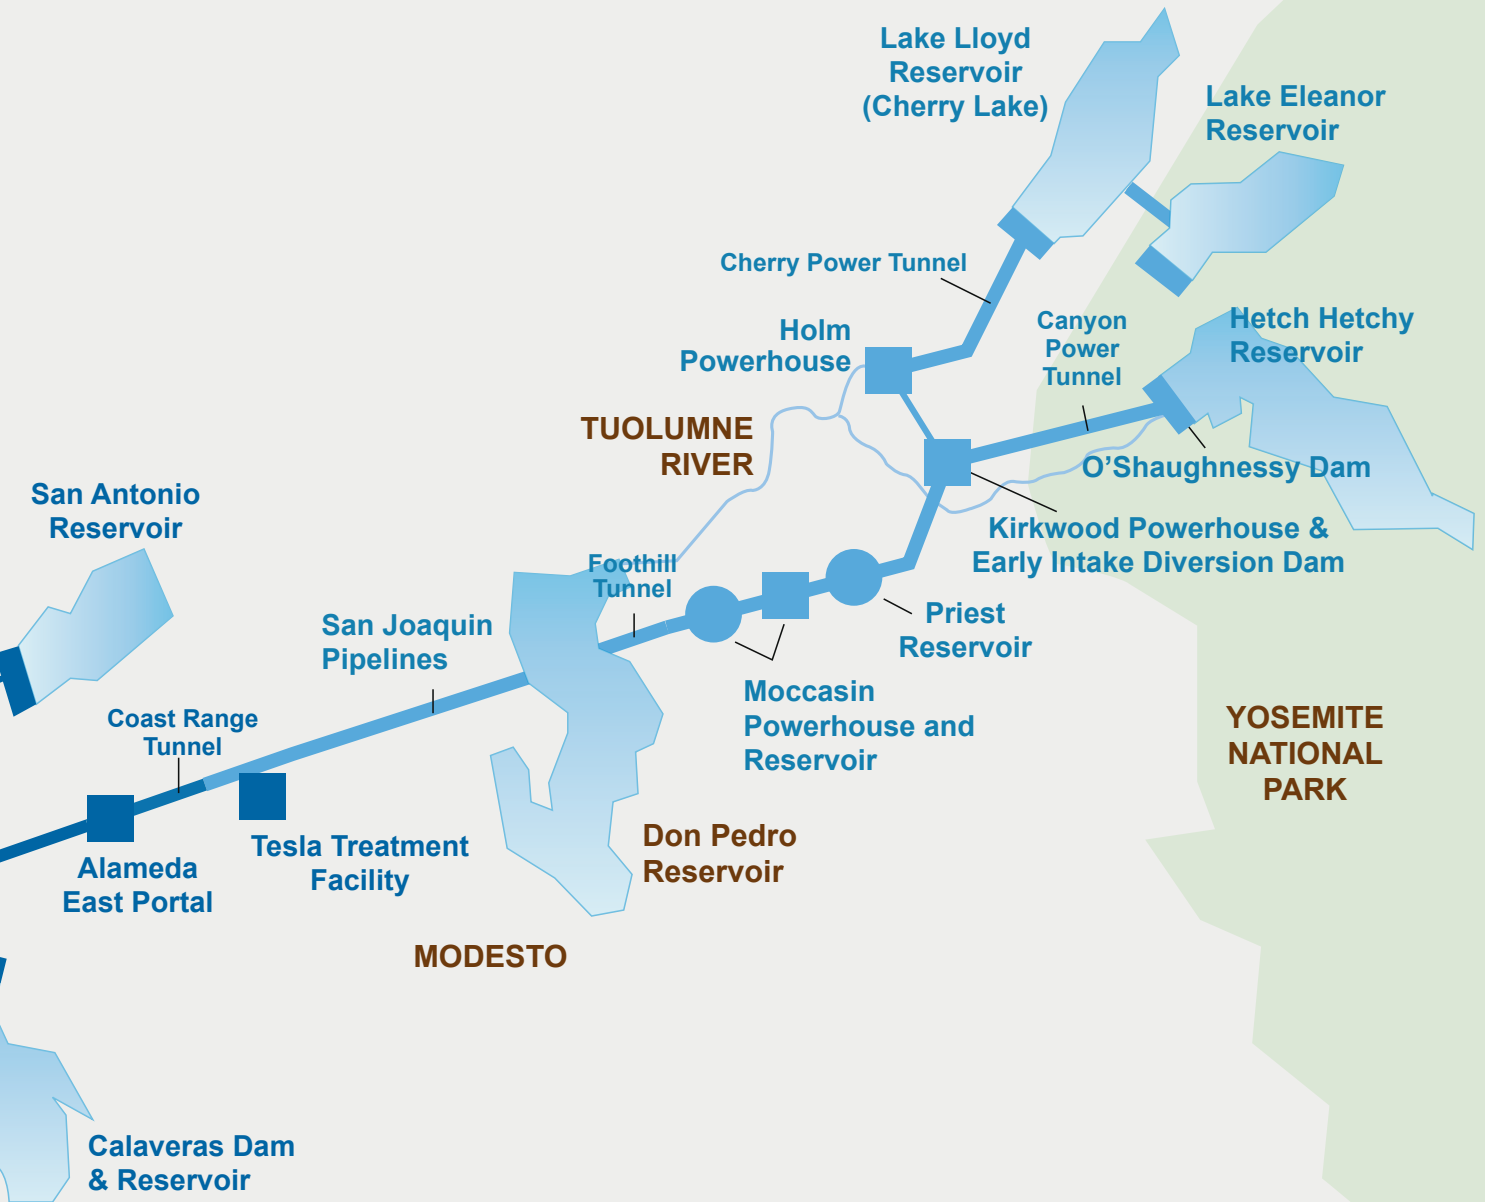 Lake Lloyd
Reservoir
(Cherry Lake)
Lake Eleanor
Reservoir
Cherry Power Tunnel
Holm
Powerhouse
Canyon
Power
Tunnel
Hetch Hetchy
Reservoir
TUOLUMNE
RIVER
O’Shaughnessy Dam
San Antonio
Reservoir
Kirkwood Powerhouse &
Early Intake Diversion Dam
Foothill
Tunnel
San Joaquin
Pipelines
Priest
Reservoir
Moccasin
Powerhouse and
Reservoir
Coast Range
Tunnel
YOSEMITE
NATIONAL
PARK
Alameda
East Portal
Tesla Treatment
Facility
Don Pedro
Reservoir
MODESTO
Calaveras Dam
& Reservoir